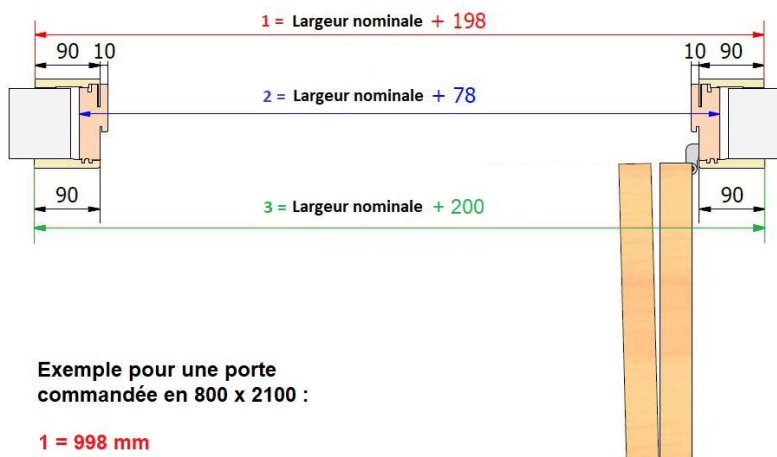 1 = Largeur nominale + 198
90 10 10 90
2 = Largeur nominale + 78
90 90
3 = Largeur nominale + 200
Exemple pour une porte
commandée en 800 x 2100 :
1 = 998 mm